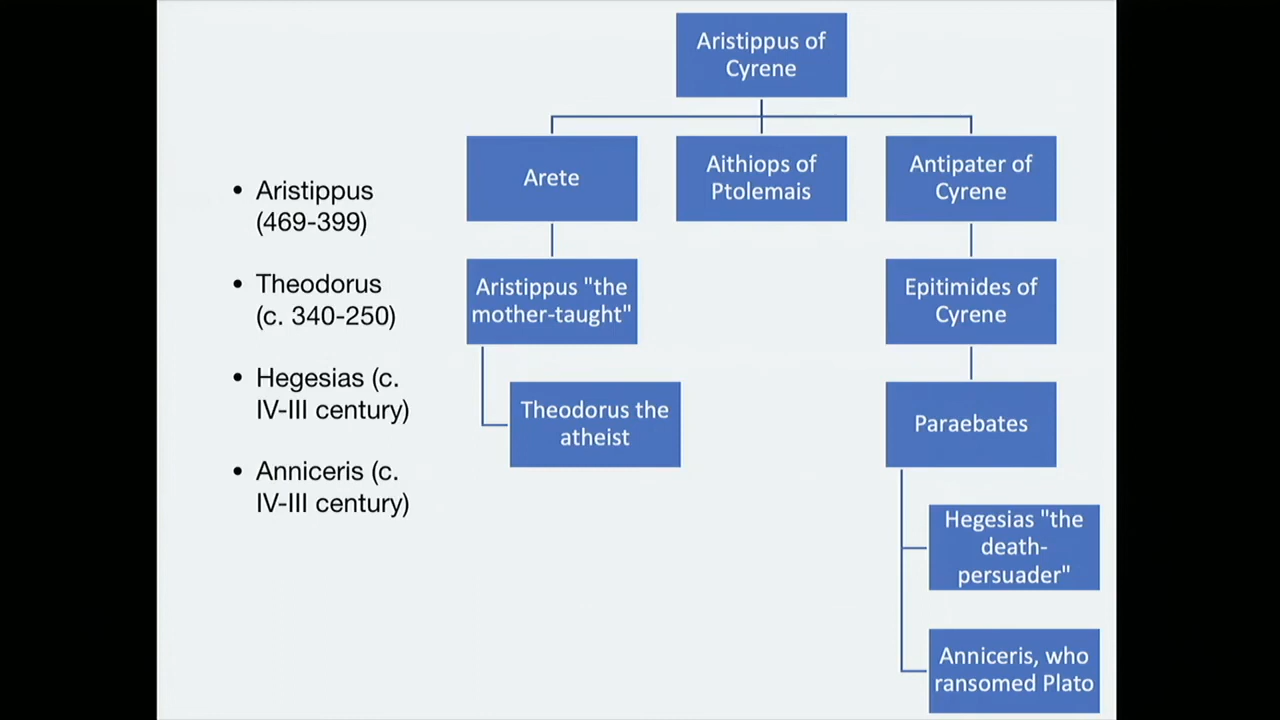 Aristippus of
Cyrene
Arete
Aithiops of
Ptolemais
Antipater of
Cyrene
• Aristippus
(469-399)
• Theodorus
(c. 340-250)
• Hegesias (c.
IV-III century)
• Anniceris (c.
IV-III century)
Aristippus "the
mother-taught"
Epitimides of
Cyrene
Theodorus the
atheist
Paraebates
Hegesias "the
death-
persuader"
Anniceris, who
ransomed Plato